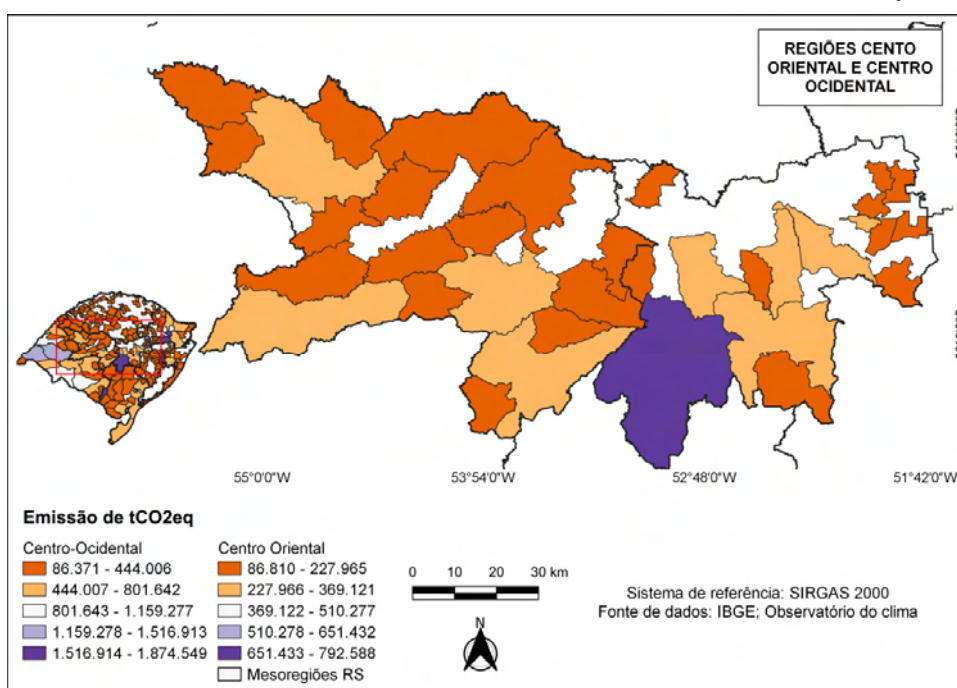 REGIÕES CENTO
ORIENTAL E CENTRO
OCIDENTAL
55°0'0"W
53°54'0"W
52°48'0"W
51°42'0"W
Emissão de tCO2eq
Centro-Ocidental
86.371 - 444.006
444.007 - 801.642
801.643 - 1.159.277
1.159.278 - 1.516.913
1.516.914 - 1.874.549
Centro Oriental
86.810 - 227.965
227.966 - 369.121
369.122 - 510.277
510.278 - 651.432
651.433 - 792.588
Mesoregiões RS
0 10 20 30 km
N
Sistema de referência: SIRGAS 2000
Fonte de dados: IBGE; Observatório do clima